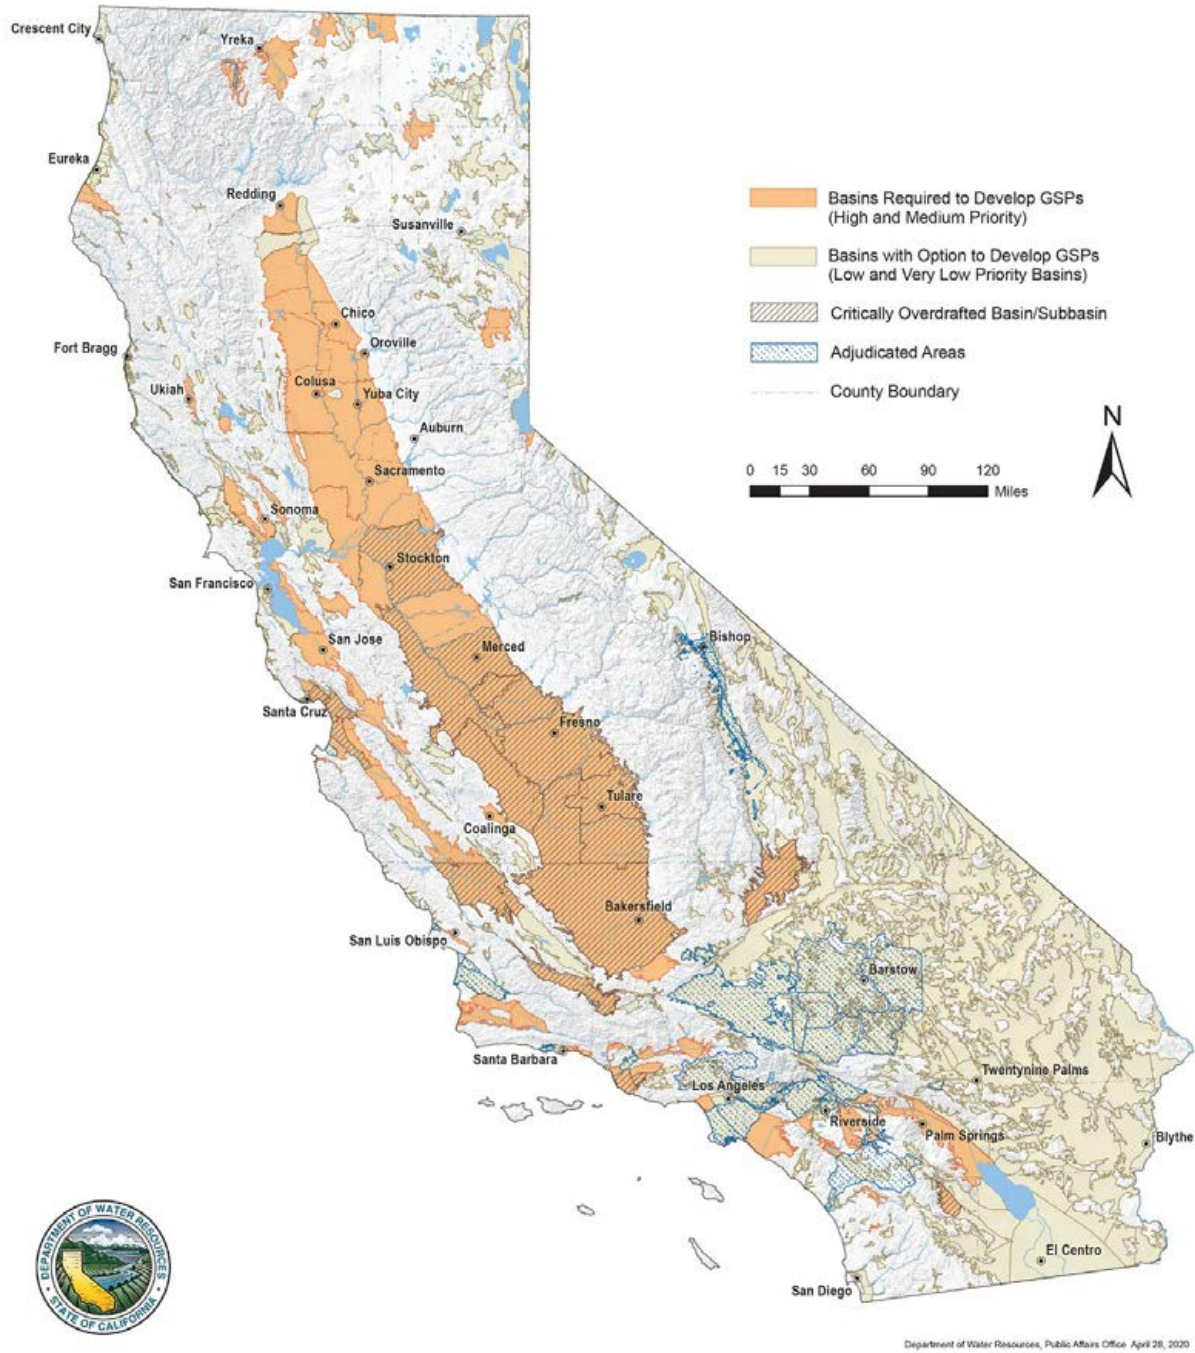 Crescent City
Yreka
Eureka
Redding
Susanville
Basins Required to Develop GSPs
(High and Medium Priority)
Basins with Option to Develop GSPs
(Low and Very Low Priority Basins)
Critically Overdrafted Basin/Subbasin
Adjudicated Areas
County Boundary
Chico
Oroville
Fort Bragg
Ukiah
Colusa
Yuba City
Auburn
N
Sacramento
0 15 30 60 90 120
Miles
Sonoma
Stockton
San Francisco
San Jose
Merced
Bishop
Santa Cruz
Fresno
Tulare
Coalinga
Bakersfield
San Luis Obispo
Barstow
Santa Barbara
Twentynine Palms
Los Angeles
Riverside
Palm Springs
Blythe
El Centro
San Diego
DEPARTMENT OF WATER RESOURCES
STATE OF CALIFORNIA
Department of Water Resources, Public Affairs Office April 28, 2020